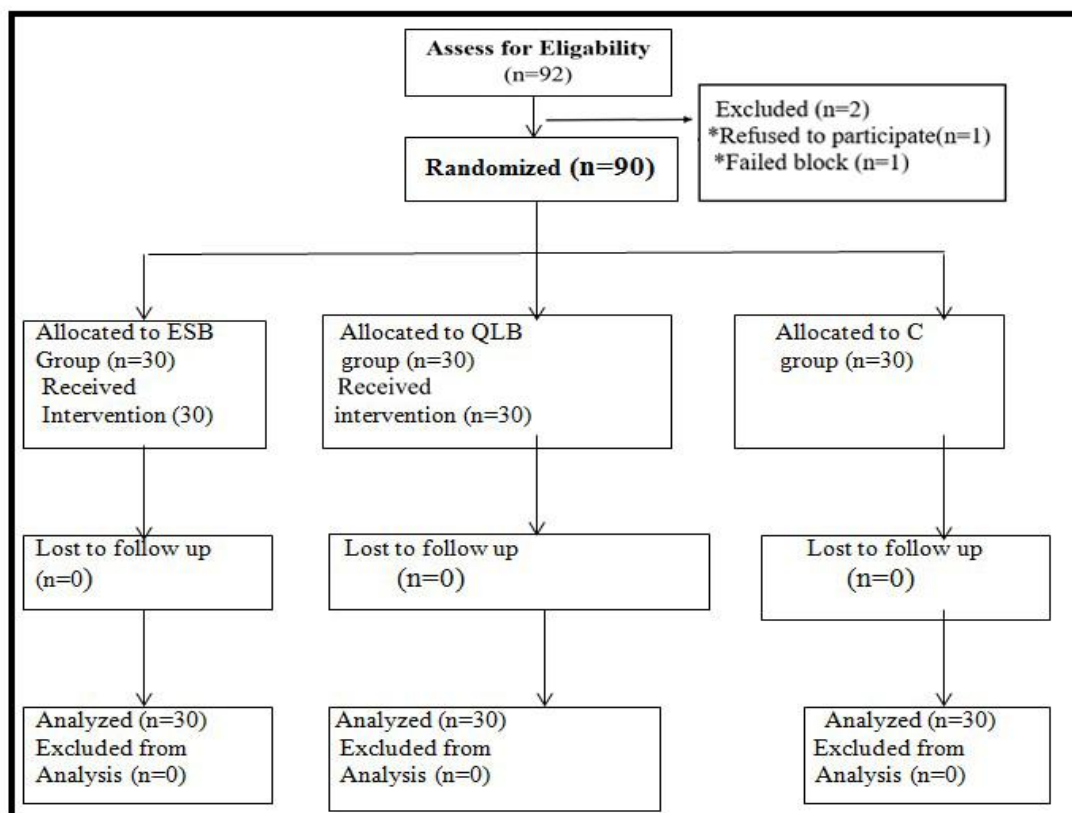 Assess for Eligability
(n=92)
Excluded (n=2)
*Refused to participate(n=1)
*Failed block (n=1)
Randomized (n=90)
Allocated to ESB
Group (n=30)
Received
Intervention (30)
Allocated to QLB
group (n=30)
Received
intervention (n=30)
Allocated to C
group (n=30)
Lost to follow up
(n=0)
Lost to follow up
(n=0)
Lost to follow up
(n=0)
Analyzed (n=30)
Excluded from
Analysis (n=0)
Analyzed (n=30)
Excluded from
Analysis (n=0)
Analyzed (n=30)
Excluded from
Analysis (n=0)